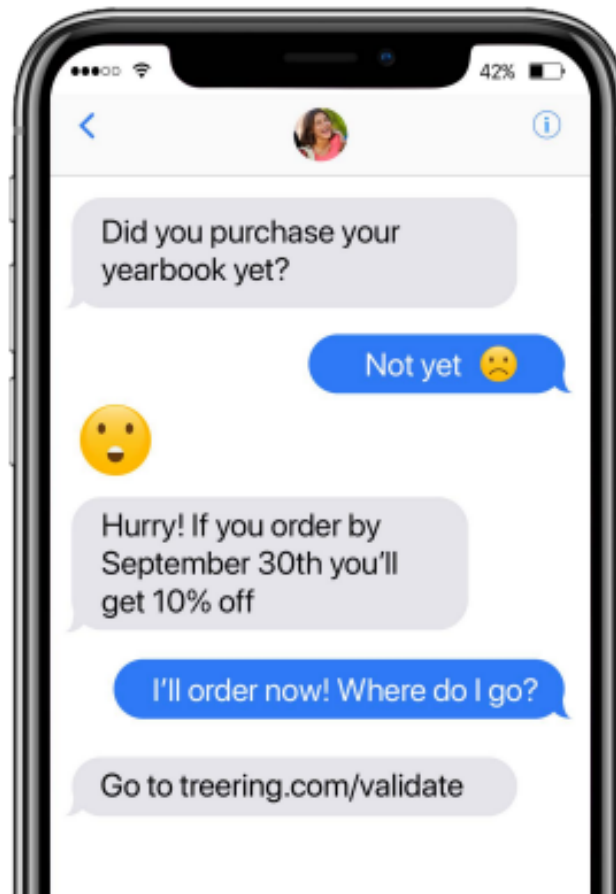 42%
Did you purchase your
yearbook yet?
Not yet 🙁
😮
Hurry! If you order by
September 30th you'll
get 10% off
I'll order now! Where do I go?
Go to treering.com/validate